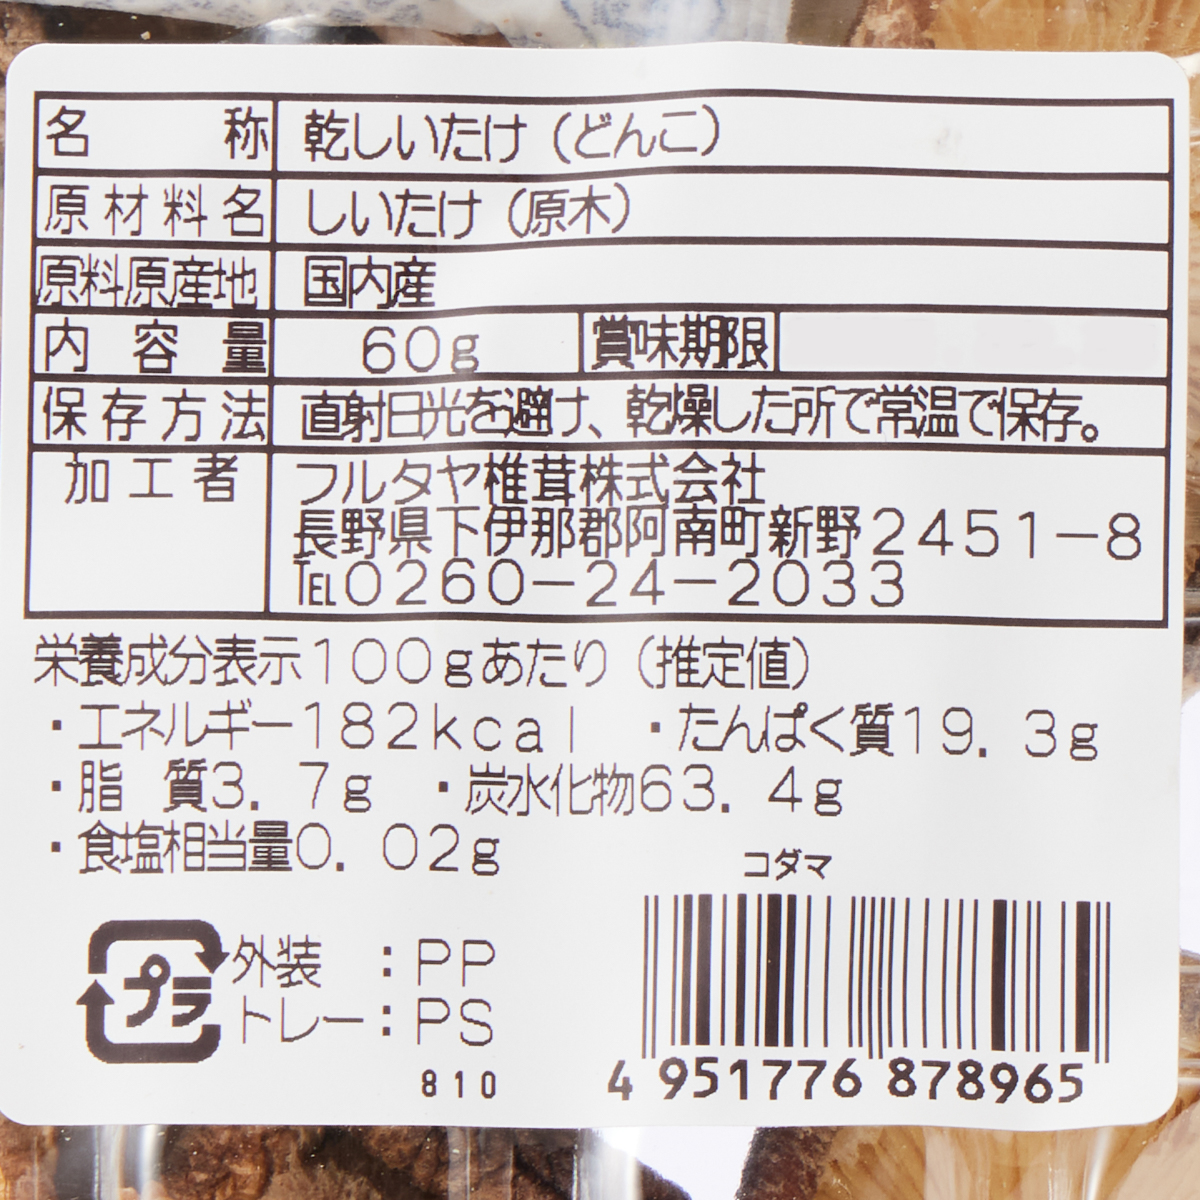 名称 乾しいたけ（どんこ）
原材料名 しいたけ（原木）
原料原産地 国内産
内容量 60g 賞味期限
保存方法 直射日光を避け、乾燥した所で常温で保存。
加工者 フルタヤ椎茸株式会社
長野県下伊那郡阿南町新野2451-8
TEL0260-24-2033
栄養成分表示100gあたり（推定値）
・エネルギー182kcal ・たんぱく質19.3g
・脂質3.7g ・炭水化物63.4g
・食塩相当量0.02g
コダマ
プラ 外装：PP
トレー：PS
810
4 951776 878965